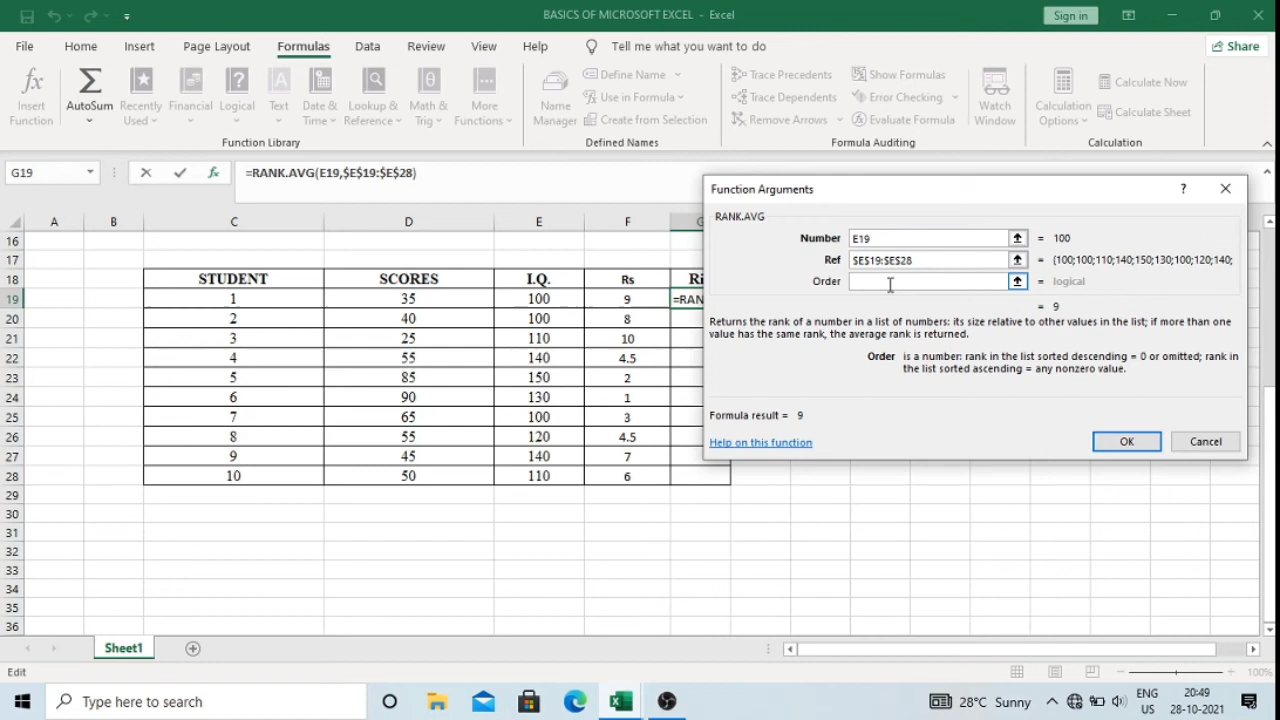 BASICS OF MICROSOFT EXCEL - Excel
Sign in
File Home Insert Page Layout Formulas Data Review View Help Tell me what you want to do Share
Insert Function
AutoSum
Recently Used
Financial
Logical
Text
Date & Time
Lookup & Reference
Math & Trig
More Functions
Function Library
Name Manager
Define Name
Use in Formula
Create from Selection
Defined Names
Trace Precedents
Trace Dependents
Remove Arrows
Show Formulas
Error Checking
Evaluate Formula
Formula Auditing
Watch Window
Calculation Options
Calculate Now
Calculate Sheet
Calculation
G19 fx =RANK.AVG(E19,$E$19:$E$28)
A B C D E F
16
17
18 STUDENT SCORES I.Q. Rs
19 1 35 100 9 =RAN
20 2 40 100 8
21 3 25 110 10
22 4 55 140 4.5
23 5 85 150 2
24 6 90 130 1
25 7 65 100 3
26 8 55 120 4.5
27 9 45 140 7
28 10 50 110 6
29
30
31
32
33
34
35
36
Function Arguments ?
RANK.AVG
Number E19 = 100
Ref $E$19:$E$28 = {100;100;110;140;150;130;100;120;140;
Order = logical
= 9
Returns the rank of a number in a list of numbers: its size relative to other values in the list; if more than one
value has the same rank, the average rank is returned.
Order is a number: rank in the list sorted descending = 0 or omitted; rank in
the list sorted ascending = any nonzero value.
Formula result = 9
Help on this function OK Cancel
Sheet1
Edit 100%
Type here to search 28°C Sunny ENG US 20:49 28-10-2021